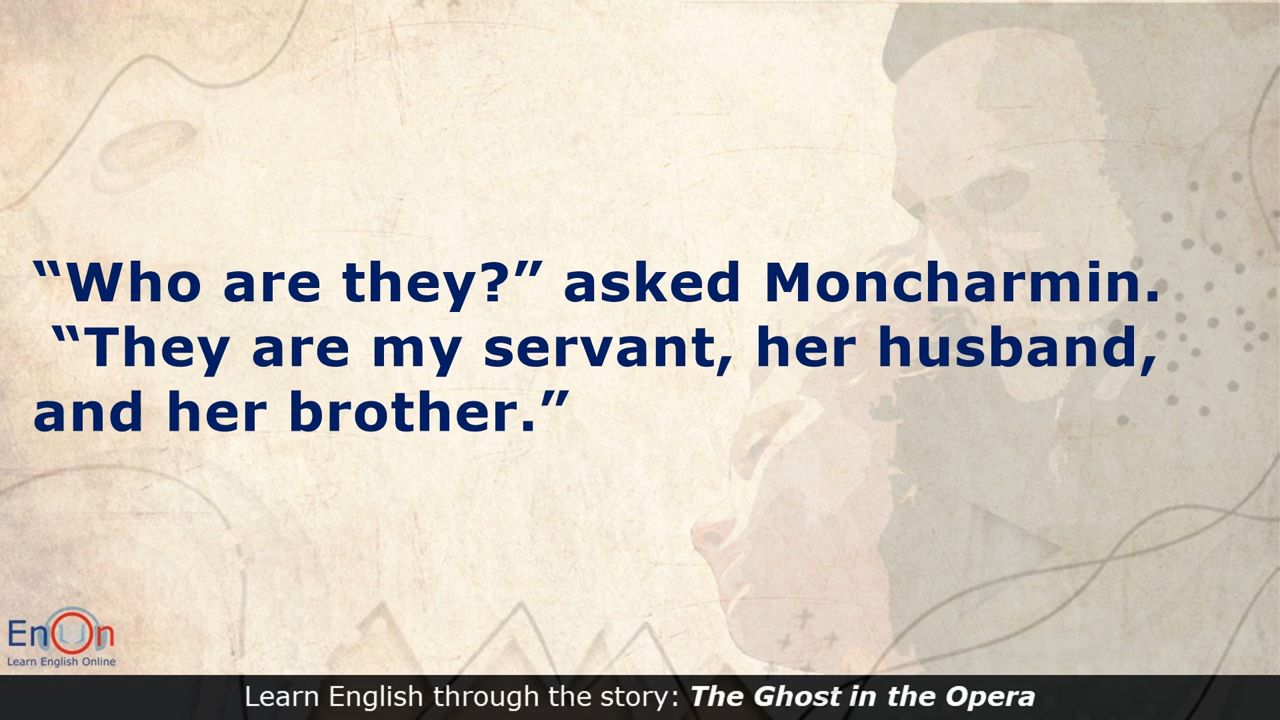 “Who are they?” asked Moncharmin.
“They are my servant, her husband,
and her brother.”
EnOn
Learn English Online
Learn English through the story: The Ghost in the Opera